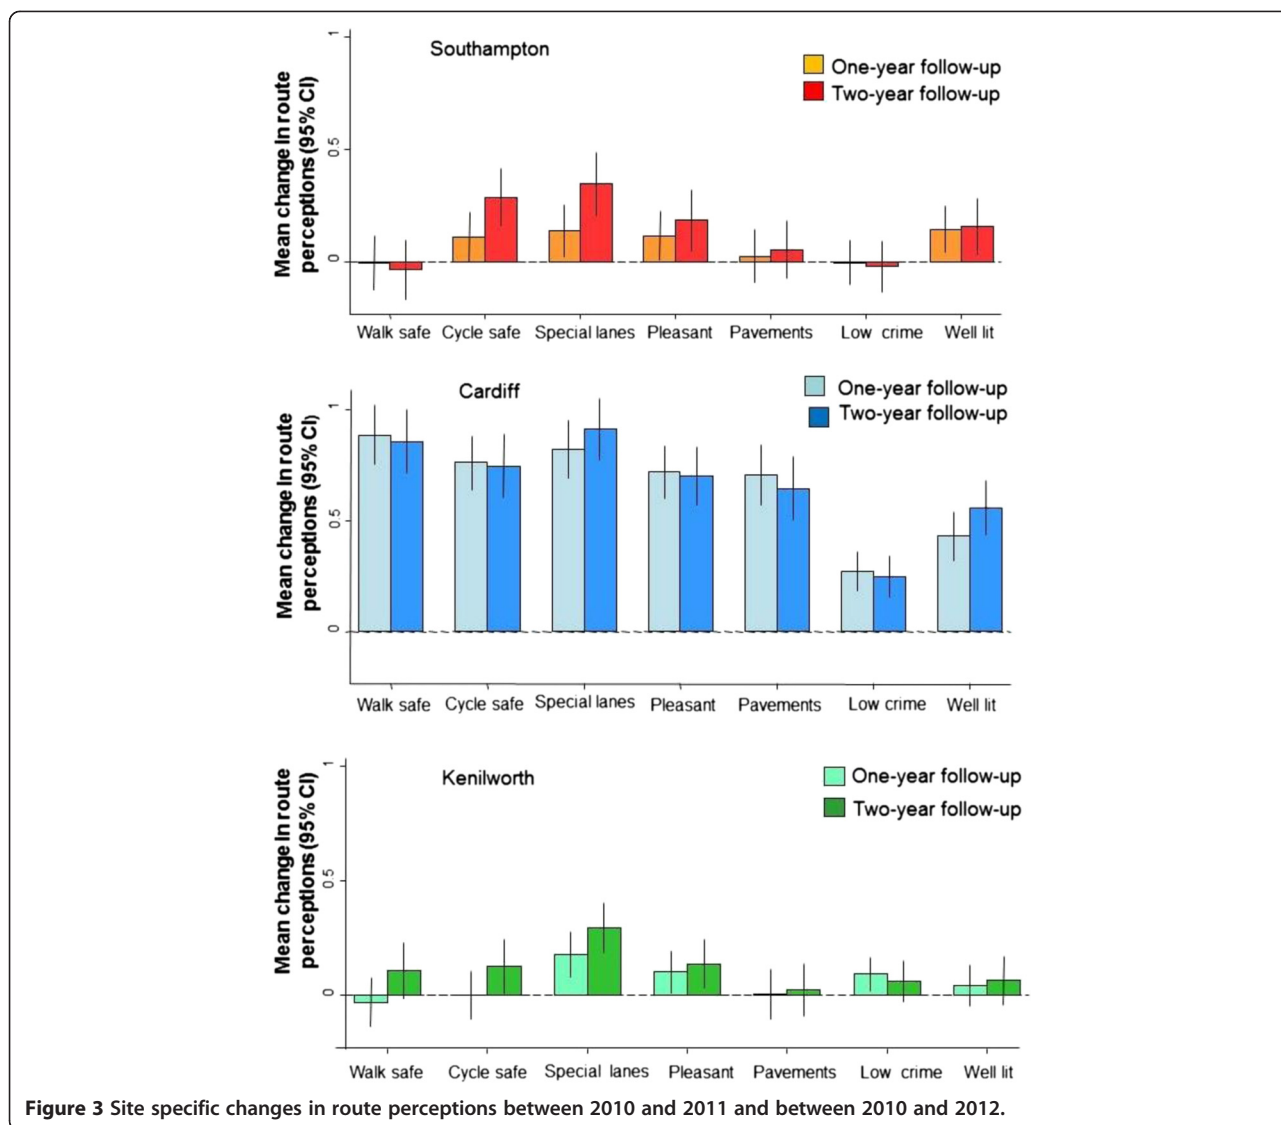 Southampton
One-year follow-up
Two-year follow-up
Mean change in route
perceptions (95% CI)
1
0.5
0
Walk safe Cycle safe Special lanes Pleasant Pavements Low crime Well lit
Cardiff
One-year follow-up
Two-year follow-up
Mean change in route
perceptions (95% CI)
1
0.5
0
Walk safe Cycle safe Special lanes Pleasant Pavements Low crime Well lit
Kenilworth
One-year follow-up
Two-year follow-up
Mean change in route
perceptions (95% CI)
1
0.5
0
Walk safe Cycle safe Special lanes Pleasant Pavements Low crime Well lit
Figure 3 Site specific changes in route perceptions between 2010 and 2011 and between 2010 and 2012.